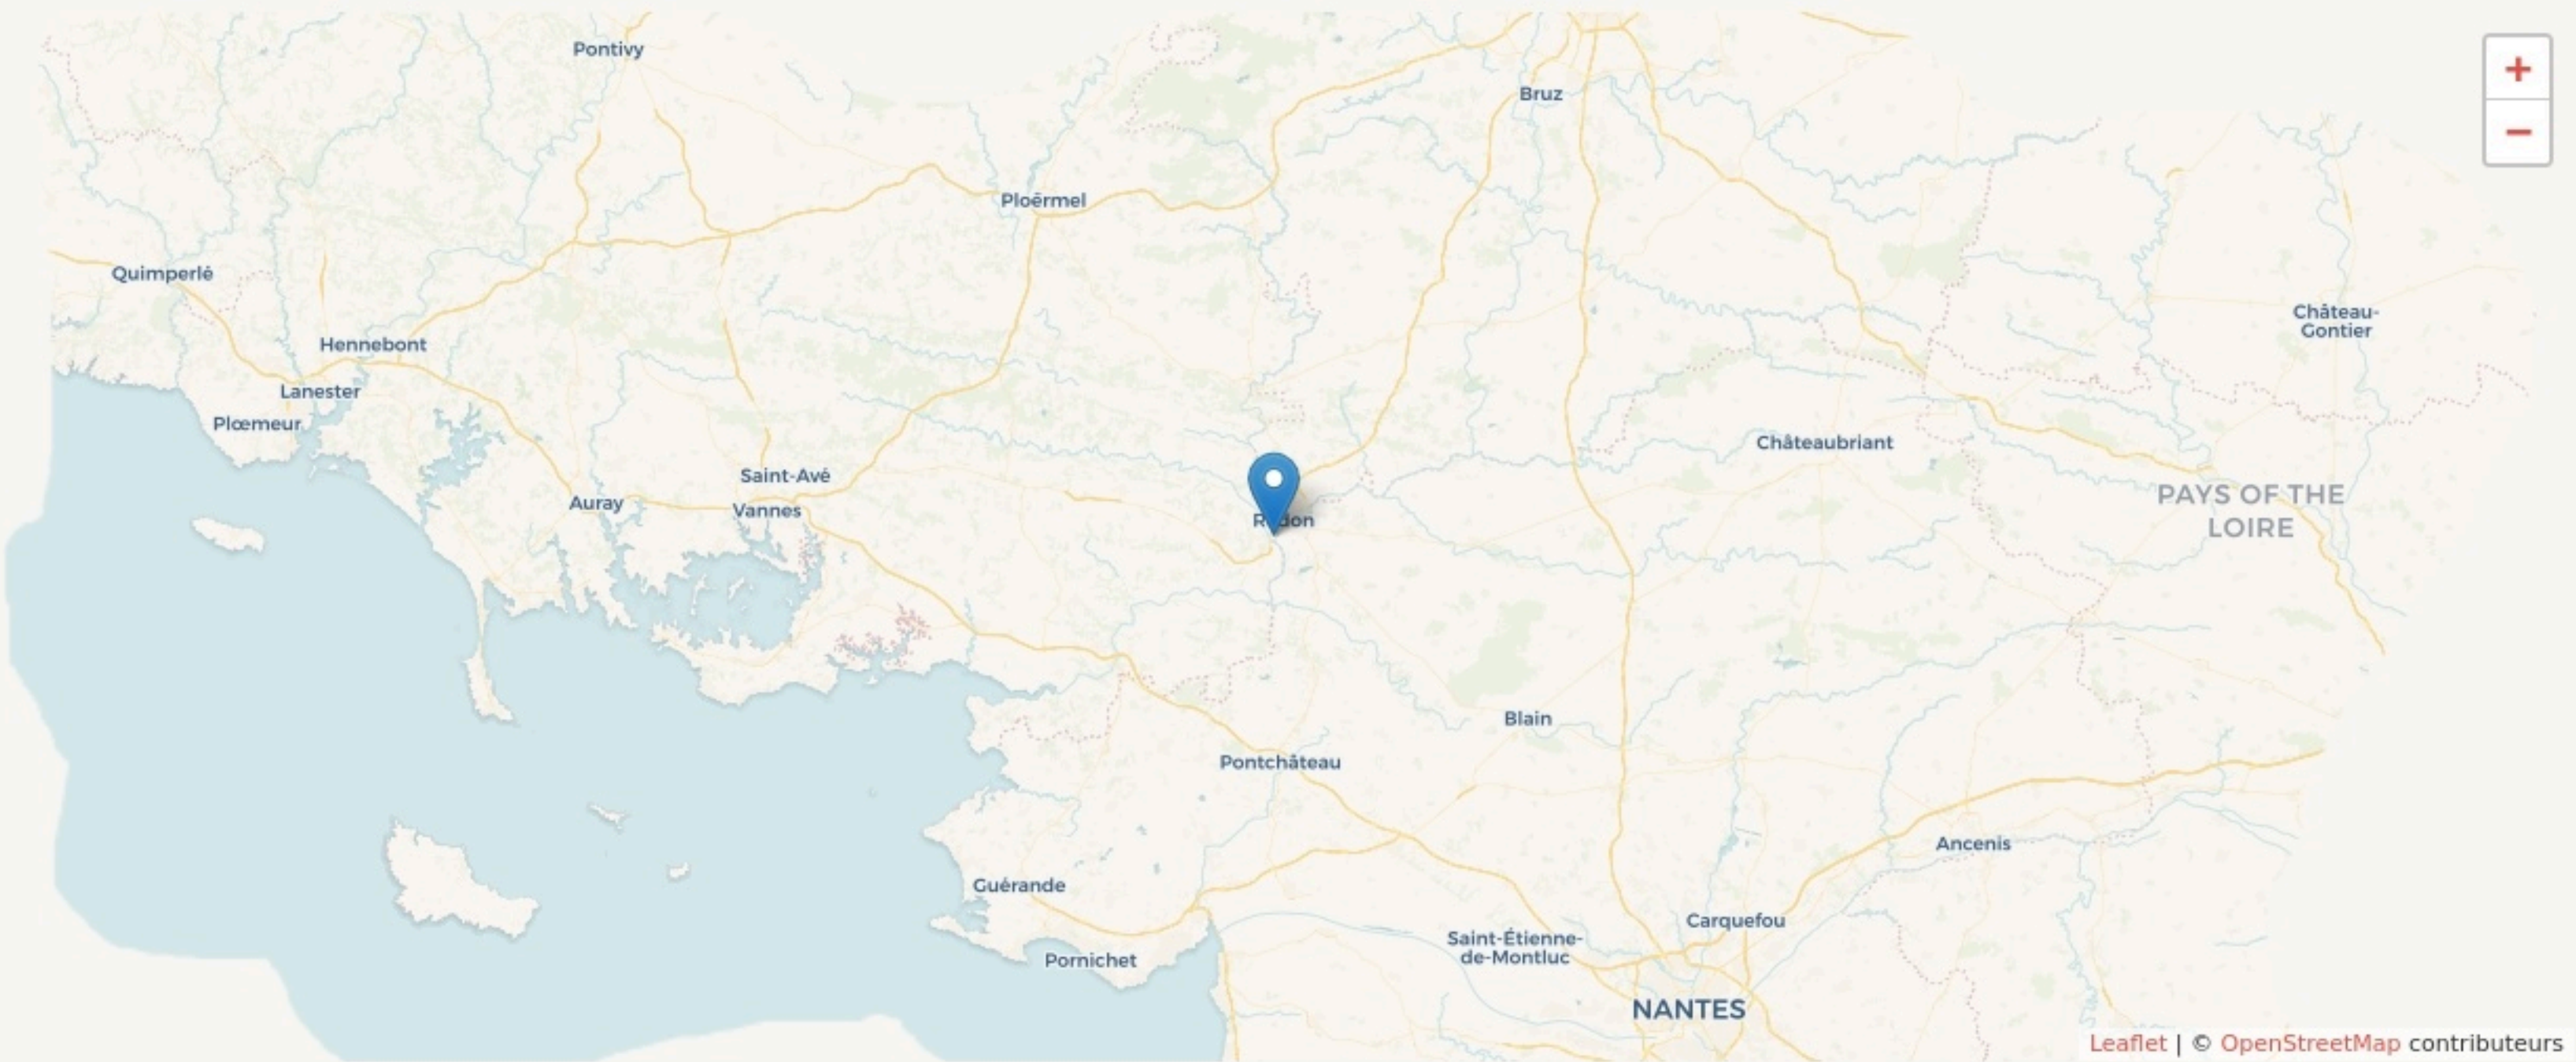 Pontivy
+
Bruz
−
Ploërmel
Quimperlé
Château-
Gontier
Hennebont
Lanester
Plœmeur
Châteaubriant
Saint-Avé
PAYS OF THE
LOIRE
Auray
Vannes
Redon
Blain
Pontchâteau
Ancenis
Guérande
Carquefou
Saint-Étienne-
de-Montluc
Pornichet
NANTES
Leaflet | © OpenStreetMap contributeurs